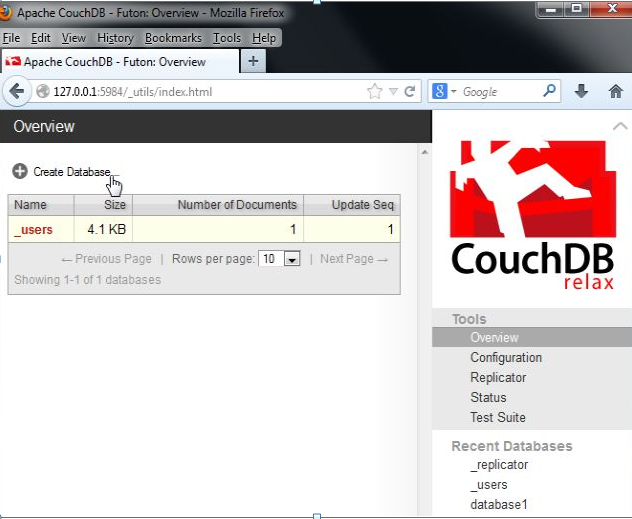 Apache CouchDB - Futon: Overview - Mozilla Firefox
File Edit View History Bookmarks Tools Help
Apache CouchDB - Futon: Overview
127.0.0.1:5984/_utils/index.html
8 Google
Overview
Create Database...
Name Size Number of Documents Update Seq
_users 4.1 KB 1 1
← Previous Page | Rows per page: 10 | Next Page →
Showing 1-1 of 1 databases
CouchDB
relax
Tools
Overview
Configuration
Replicator
Status
Test Suite
Recent Databases
_replicator
_users
database1